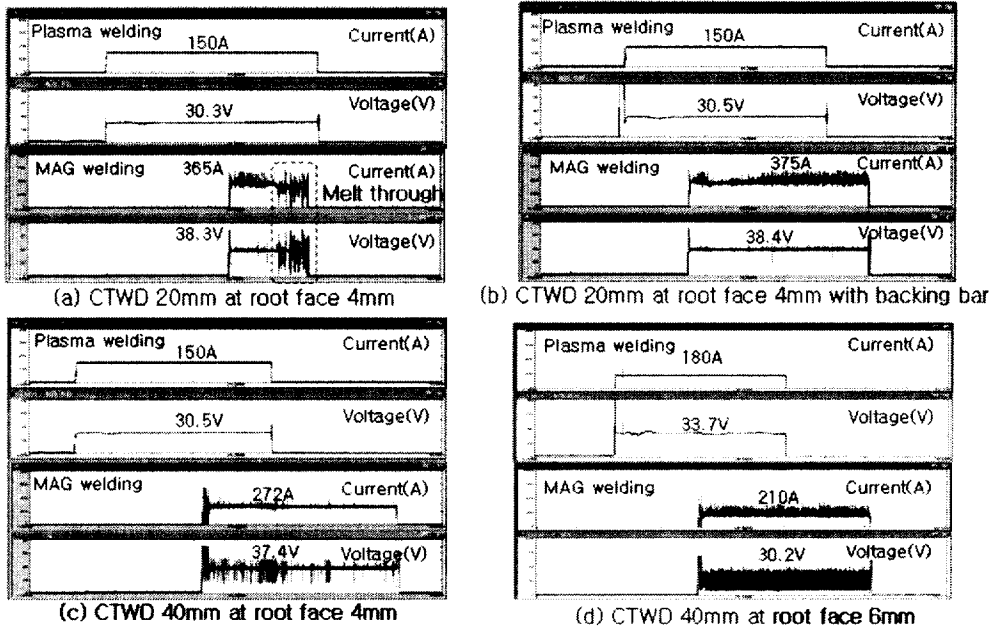 Plasma welding 150A Current(A)
30.3V Voltage(V)
MAG welding 365A Current(A)
Melt through
38.3V Voltage(V)
(a) CTWD 20mm at root face 4mm
Plasma welding 150A Current(A)
30.5V Voltage(V)
MAG welding 375A Current(A)
38.4V Voltage(V)
(b) CTWD 20mm at root face 4mm with backing bar
Plasma welding 150A Current(A)
30.5V Voltage(V)
MAG welding 272A Current(A)
37.4V Voltage(V)
(c) CTWD 40mm at root face 4mm
Plasma welding 180A Current(A)
33.7V Voltage(V)
MAG welding 210A Current(A)
30.2V Voltage(V)
(d) CTWD 40mm at root face 6mm